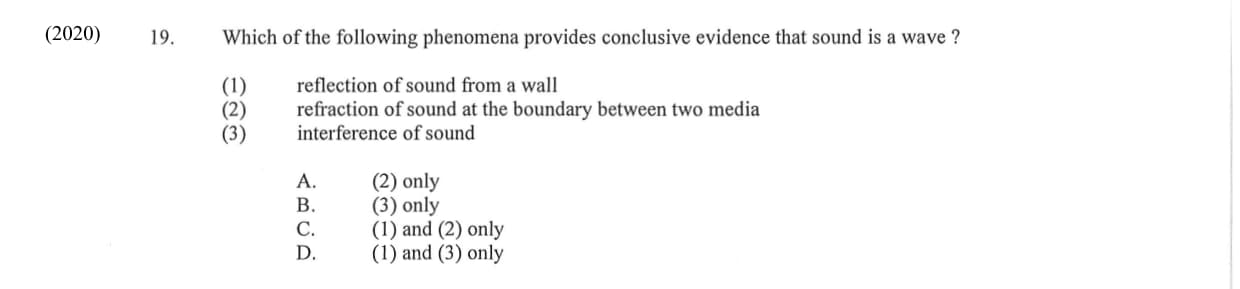 (2020) 19. Which of the following phenomena provides conclusive evidence that sound is a wave ?
(1) reflection of sound from a wall
(2) refraction of sound at the boundary between two media
(3) interference of sound
A. (2) only
B. (3) only
C. (1) and (2) only
D. (1) and (3) only